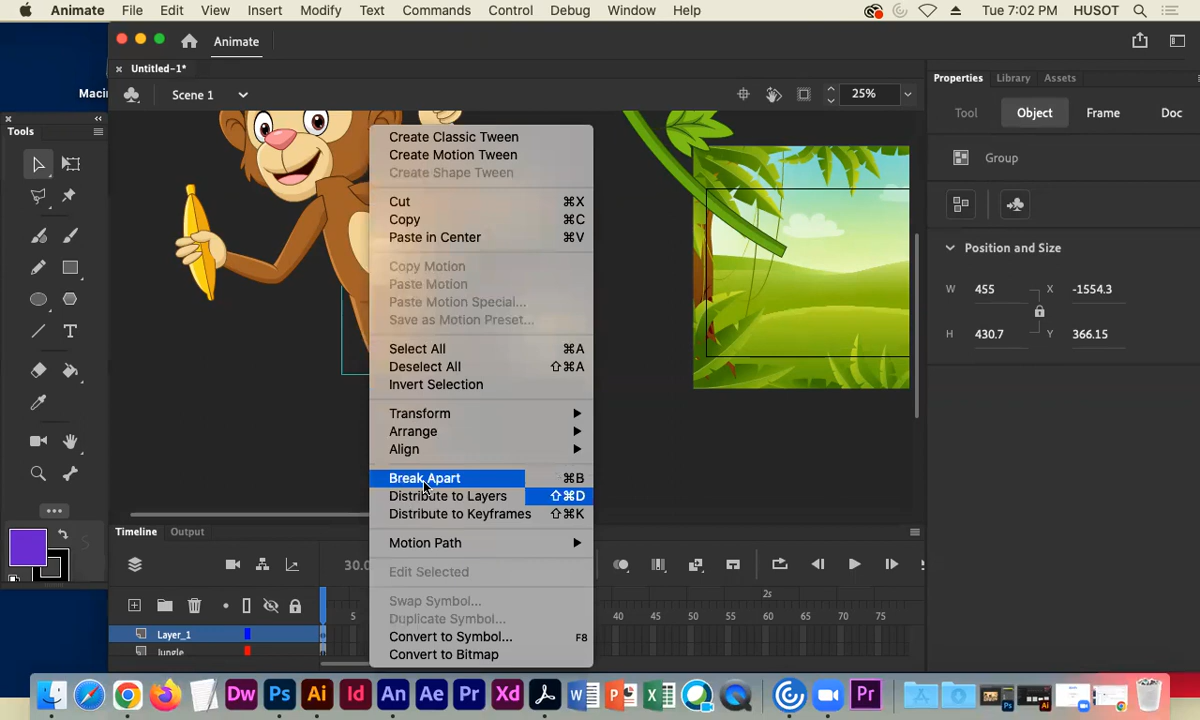 Animate File Edit View Insert Modify Text Commands Control Debug Window Help Tue 7:02 PM HUSOT
Animate
Macin
Untitled-1*
Properties Library Assets
Scene 1 25%
Tools
Tool Object Frame Doc
Group
Position and Size
W 455 X -1554.3
H 430.7 Y 366.15
Create Classic Tween
Create Motion Tween
Create Shape Tween
Cut ⌘X
Copy ⌘C
Paste in Center ⌘V
Copy Motion
Paste Motion
Paste Motion Special...
Save as Motion Preset...
Select All ⌘A
Deselect All ⇧⌘A
Invert Selection
Transform
Arrange
Align
Break Apart ⌘B
Distribute to Layers ⇧⌘D
Distribute to Keyframes ⇧⌘K
Motion Path
Edit Selected
Swap Symbol...
Duplicate Symbol...
Convert to Symbol... F8
Convert to Bitmap
Timeline Output
30.0
2s
5 40 45 50 55 60 65 70 75
Layer_1
Jungle
Dw Ps Ai Id An Ae Pr Xd W P X Pr